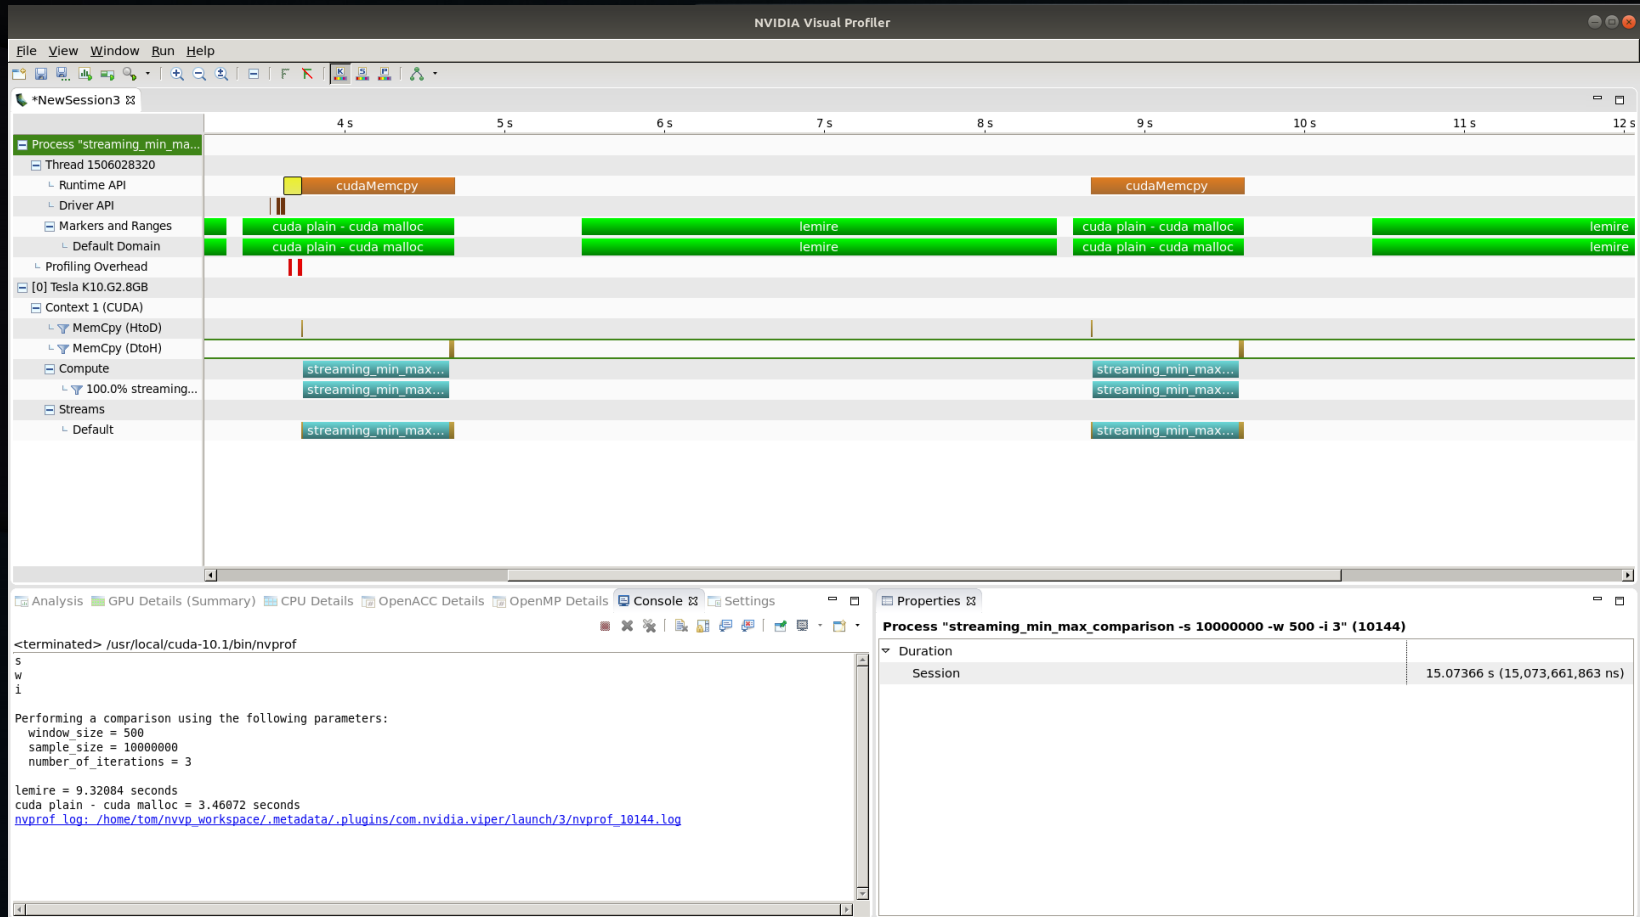 NVIDIA Visual Profiler
File View Window Run Help
*NewSession3
4 s 5 s 6 s 7 s 8 s 9 s 10 s 11 s 12 s
Process "streaming_min_ma...
Thread 1506028320
Runtime API cudaMemcpy cudaMemcpy
Driver API
Markers and Ranges cuda plain - cuda malloc lemire cuda plain - cuda malloc lemire
Default Domain cuda plain - cuda malloc lemire cuda plain - cuda malloc lemire
Profiling Overhead
[0] Tesla K10.G2.8GB
Context 1 (CUDA)
MemCpy (HtoD)
MemCpy (DtoH)
Compute streaming_min_max... streaming_min_max...
100.0% streaming... streaming_min_max... streaming_min_max...
Streams
Default streaming_min_max... streaming_min_max...
Analysis GPU Details (Summary) CPU Details OpenACC Details OpenMP Details Console Settings
<terminated> /usr/local/cuda-10.1/bin/nvprof
s
w
i
Performing a comparison using the following parameters:
window_size = 500
sample_size = 10000000
number_of_iterations = 3
lemire = 9.32084 seconds
cuda plain - cuda malloc = 3.46072 seconds
nvprof log: /home/tom/nvvp_workspace/.metadata/.plugins/com.nvidia.viper/launch/3/nvprof_10144.log
Properties
Process "streaming_min_max_comparison -s 10000000 -w 500 -i 3" (10144)
Duration
Session 15.07366 s (15,073,661,863 ns)